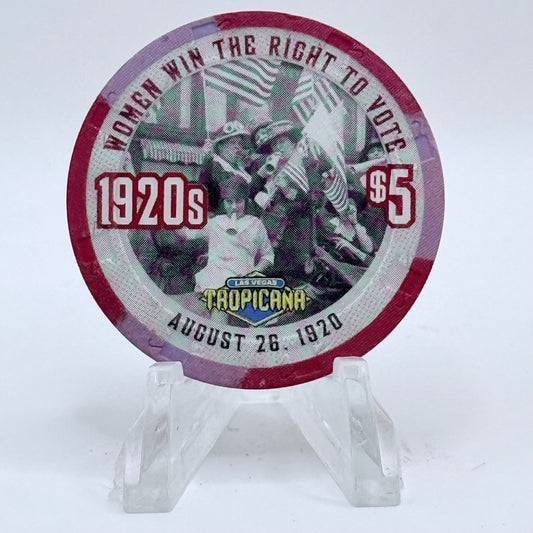 WOMEN WIN THE RIGHT TO VOTE
1920s
$5
LAS VEGAS
TROPICANA
AUGUST 26, 1920